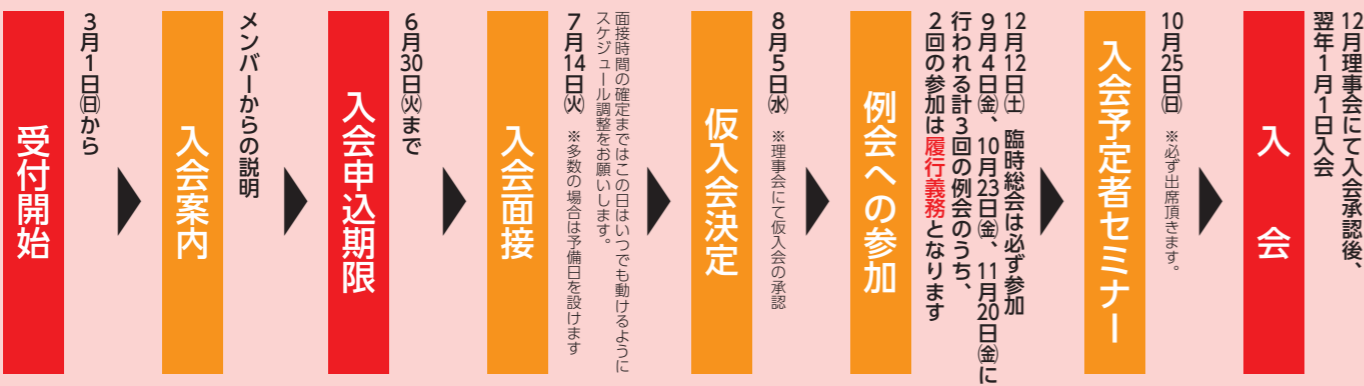 受付開始
3月1日㈰から
入会案内
メンバーからの説明
入会申込期限
6月30日㈫まで
入会面接
7月14日㈫ ※多数の場合は予備日を設けます
面接時間の確定まではこの日はいつでも動けるように
スケジュール調整をお願いします。
仮入会決定
8月5日㈬ ※理事会にて仮入会の承認
例会への参加
12月12日㈯ 臨時総会は必ず参加
9月4日㈮、10月23日㈮、11月20日㈮に
行われる計3回の例会のうち、
2回の参加は履行義務となります
入会予定者セミナー
10月25日㈰ ※必ず出席頂きます。
入会
12月理事会にて入会承認後、
翌年1月1日入会